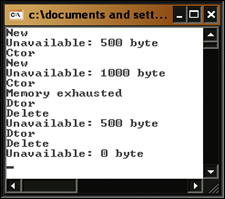 c:\documents and sett...
New
Unavailable: 500 byte
Ctor
New
Unavailable: 1000 byte
Ctor
Memory exhausted
Dtor
Delete
Unavailable: 500 byte
Dtor
Delete
Unavailable: 0 byte
_